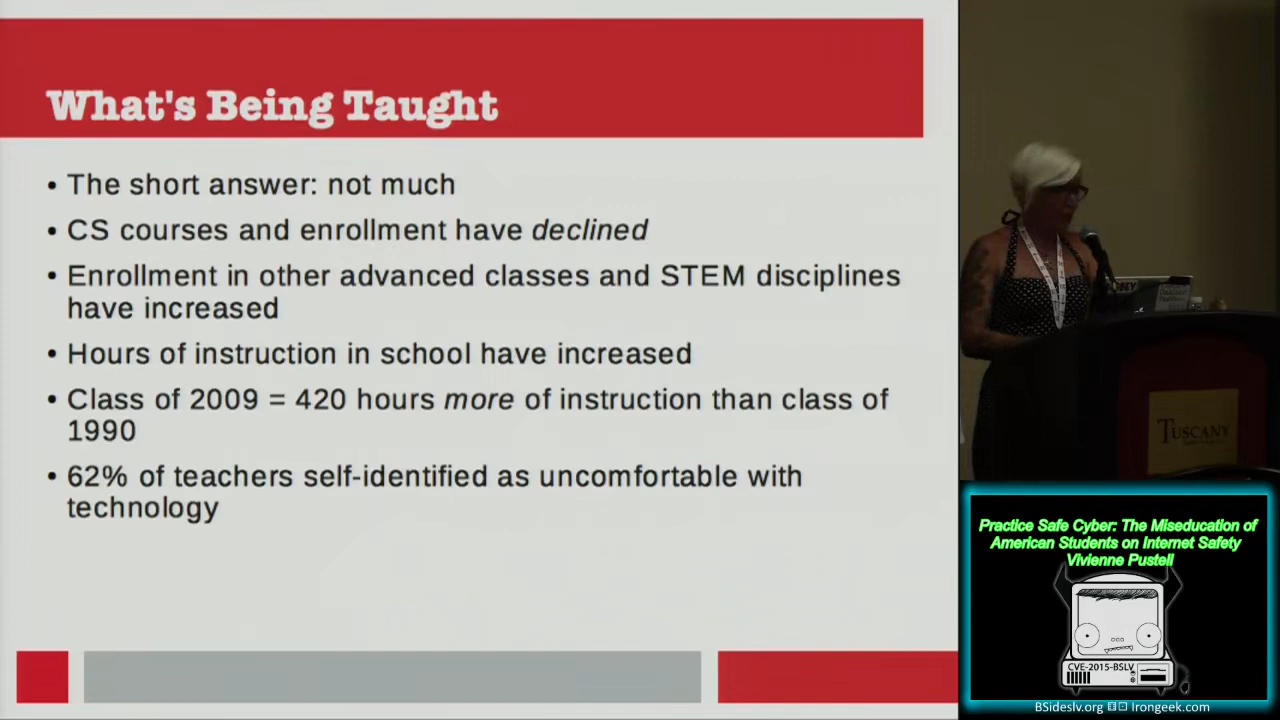 What's Being Taught
• The short answer: not much
• CS courses and enrollment have declined
• Enrollment in other advanced classes and STEM disciplines
have increased
• Hours of instruction in school have increased
• Class of 2009 = 420 hours more of instruction than class of
1990
• 62% of teachers self-identified as uncomfortable with
technology
TUSCANY
Practice Safe Cyber: The Miseducation of
American Students on Internet Safety
Vivienne Pustell
CVE-2015-BSLV
BSideslv.org
Irongeek.com